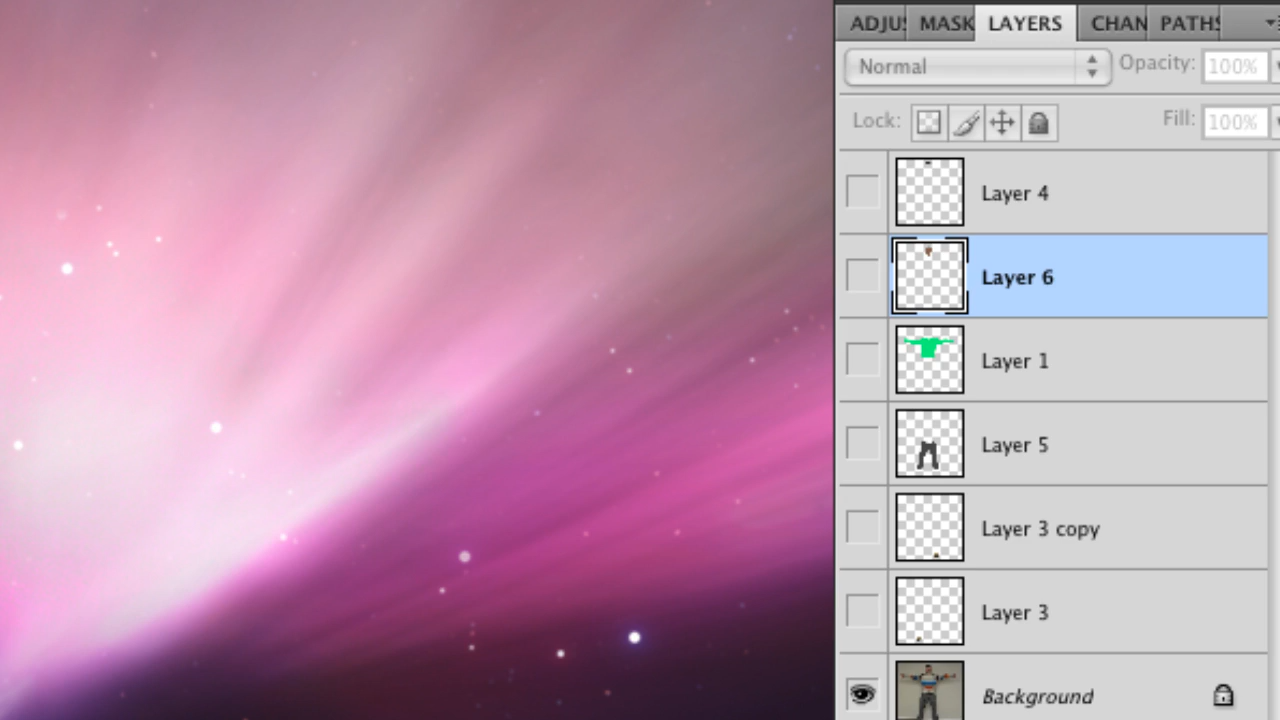 ADJU MASK LAYERS CHAN PATHS
Normal Opacity: 100%
Lock: Fill: 100%
Layer 4
Layer 6
Layer 1
Layer 5
Layer 3 copy
Layer 3
Background